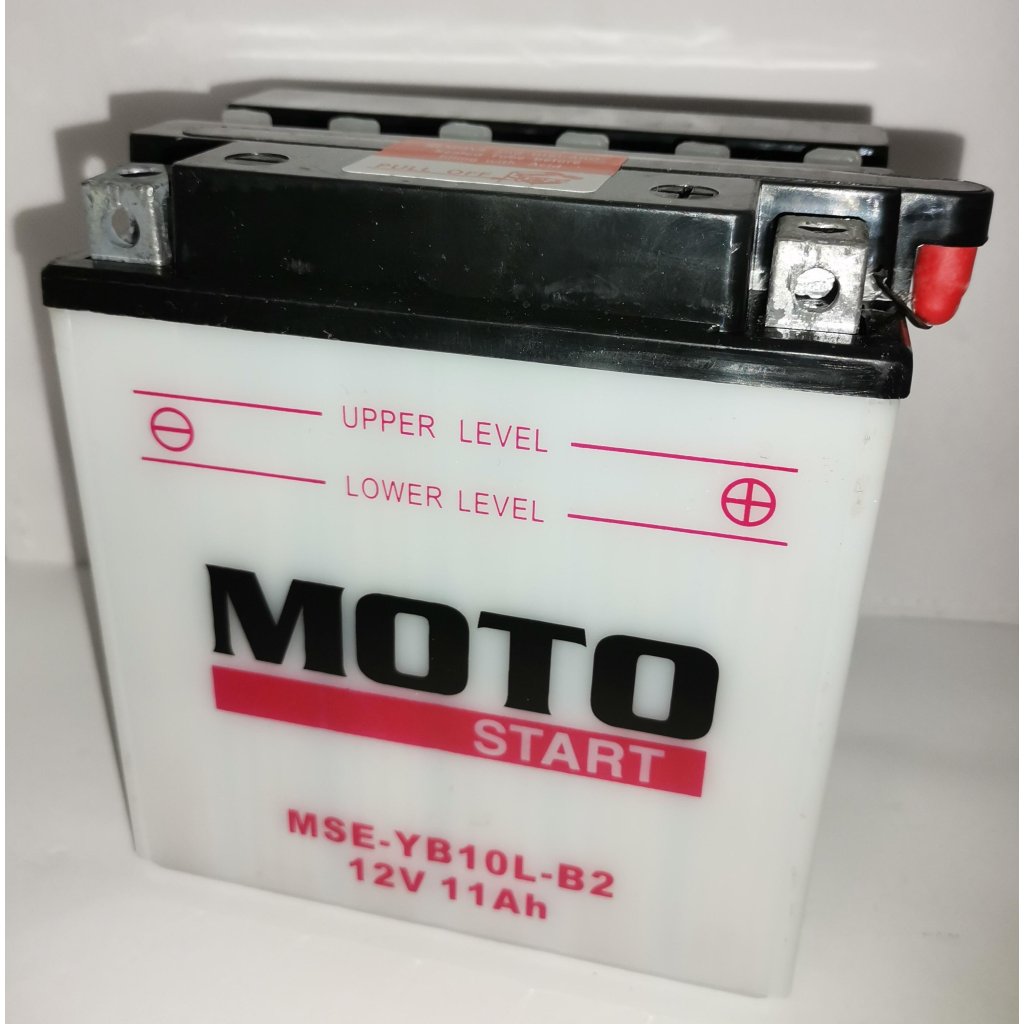 PULL OFF
UPPER LEVEL
LOWER LEVEL
MOTO
START
MSE-YB10L-B2
12V 11Ah